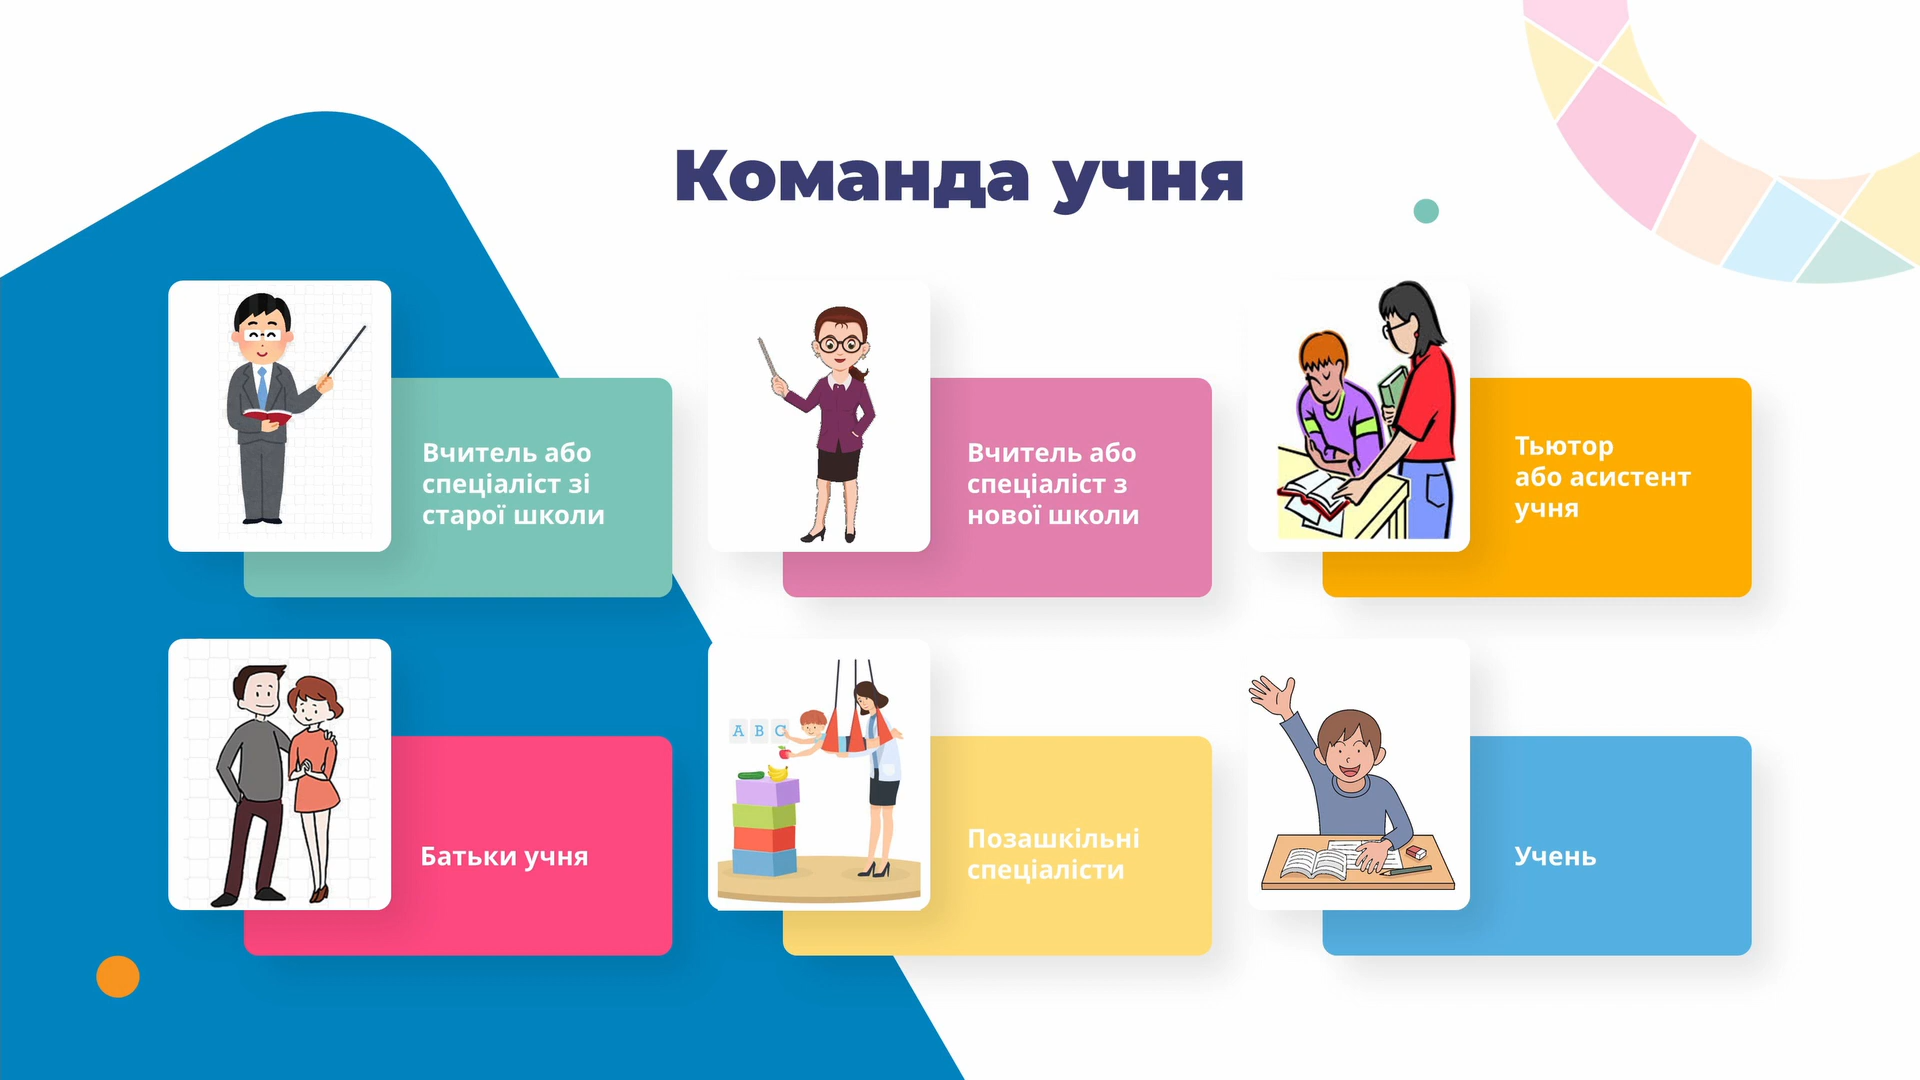 Команда учня
Вчитель або
спеціаліст зі
старої школи
Вчитель або
спеціаліст з
нової школи
Тьютор
або асистент
учня
Батьки учня
A B C
Позашкільні
спеціалісти
Учень